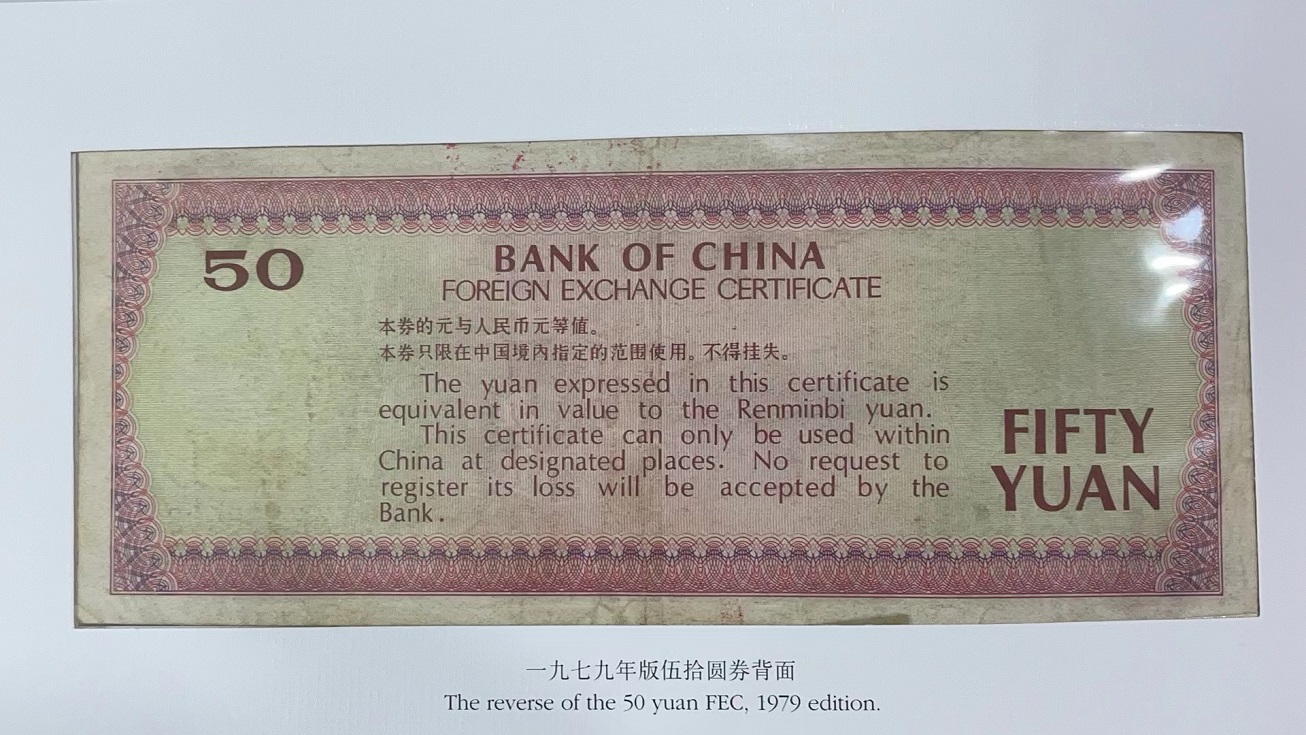 50
BANK OF CHINA
FOREIGN EXCHANGE CERTIFICATE
本券的元与人民币元等值。
本券只限在中国境内指定的范围使用。不得挂失。
The yuan expressed in this certificate is
equivalent in value to the Renminbi yuan.
This certificate can only be used within
China at designated places. No request to
register its loss will be accepted by the
Bank.
FIFTY
YUAN
一九七九年版伍拾圆券背面
The reverse of the 50 yuan FEC, 1979 edition.